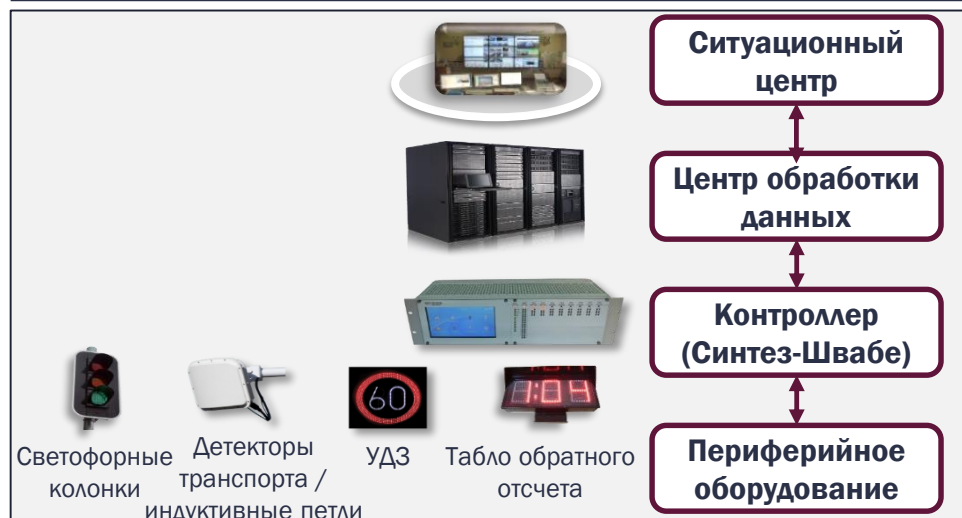 Ситуационный
центр
Центр обработки
данных
Контроллер
(Синтез-Швабе)
60
1:04
Светофорные
колонки
Детекторы
транспорта /
индуктивные петли
УДЗ
Табло обратного
отсчета
Периферийное
оборудование